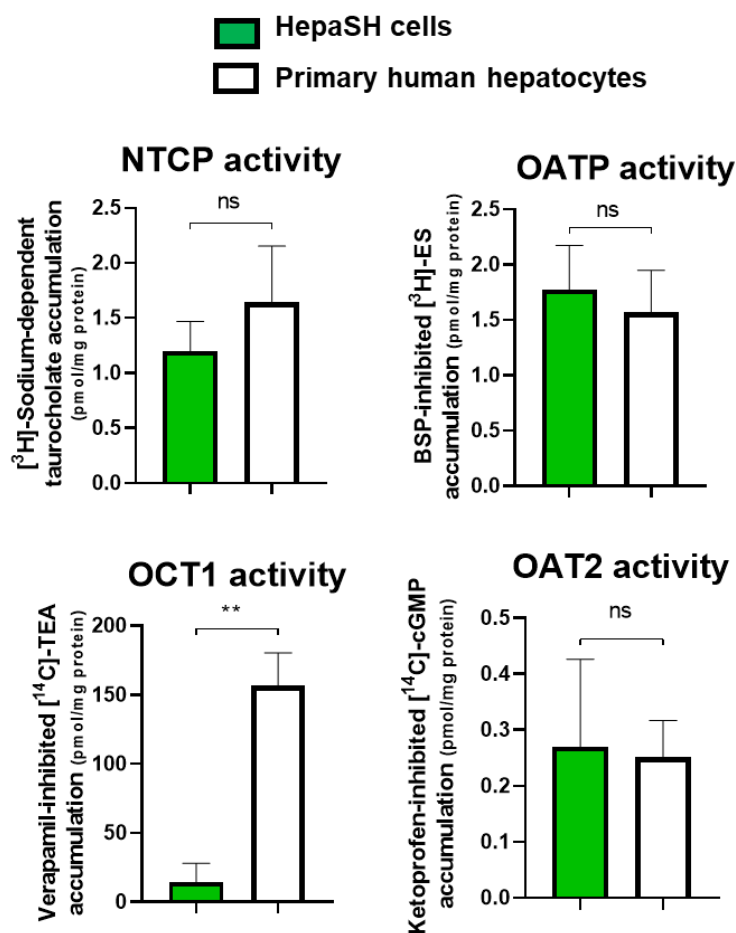 HepaSH cells
Primary human hepatocytes
NTCP activity
[³H]-Sodium-dependent
taurocholate accumulation
(pmol/mg protein)
2.5
2.0
1.5
1.0
0.5
0.0
ns
OATP activity
BSP-inhibited [³H]-ES
accumulation (pmol/mg protein)
2.5
2.0
1.5
1.0
0.5
0.0
ns
OCT1 activity
Verapamil-inhibited [¹⁴C]-TEA
accumulation (pmol/mg protein)
200
150
100
50
0
**
OAT2 activity
Ketoprofen-inhibited [¹⁴C]-cGMP
accumulation (pmol/mg protein)
0.5
0.4
0.3
0.2
0.1
0.0
ns